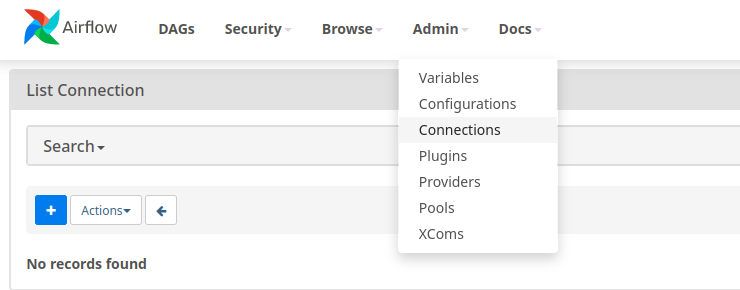 Airflow DAGs Security Browse Admin Docs
List Connection
Variables
Configurations
Connections
Plugins
Providers
Pools
XComs
Search
+ Actions
No records found